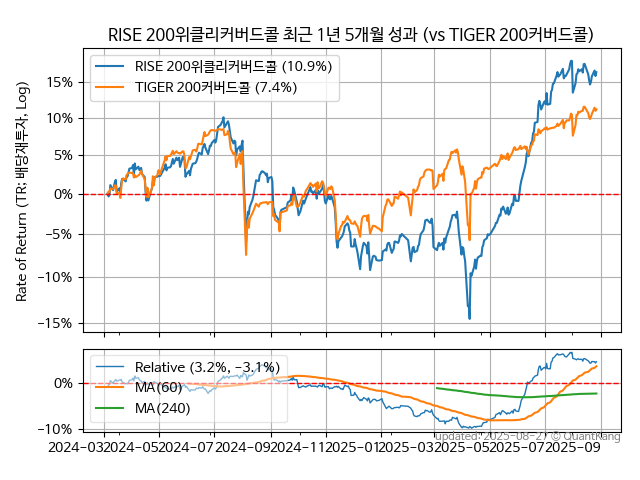 RISE 200위클리커버드콜 최근 1년 5개월 성과 (vs TIGER 200커버드콜)
Rate of Return (TR: 배당재투자, Log)
RISE 200위클리커버드콜 (10.9%)
TIGER 200커버드콜 (7.4%)
15%
10%
5%
0%
−5%
−10%
−15%
Relative (3.2%, −3.1%)
MA(60)
MA(240)
0%
−10%
updated: 2025-08-27 © QuantKang
2024-03 2024-05 2024-07 2024-09 2024-11 2025-01 2025-03 2025-05 2025-07 2025-09